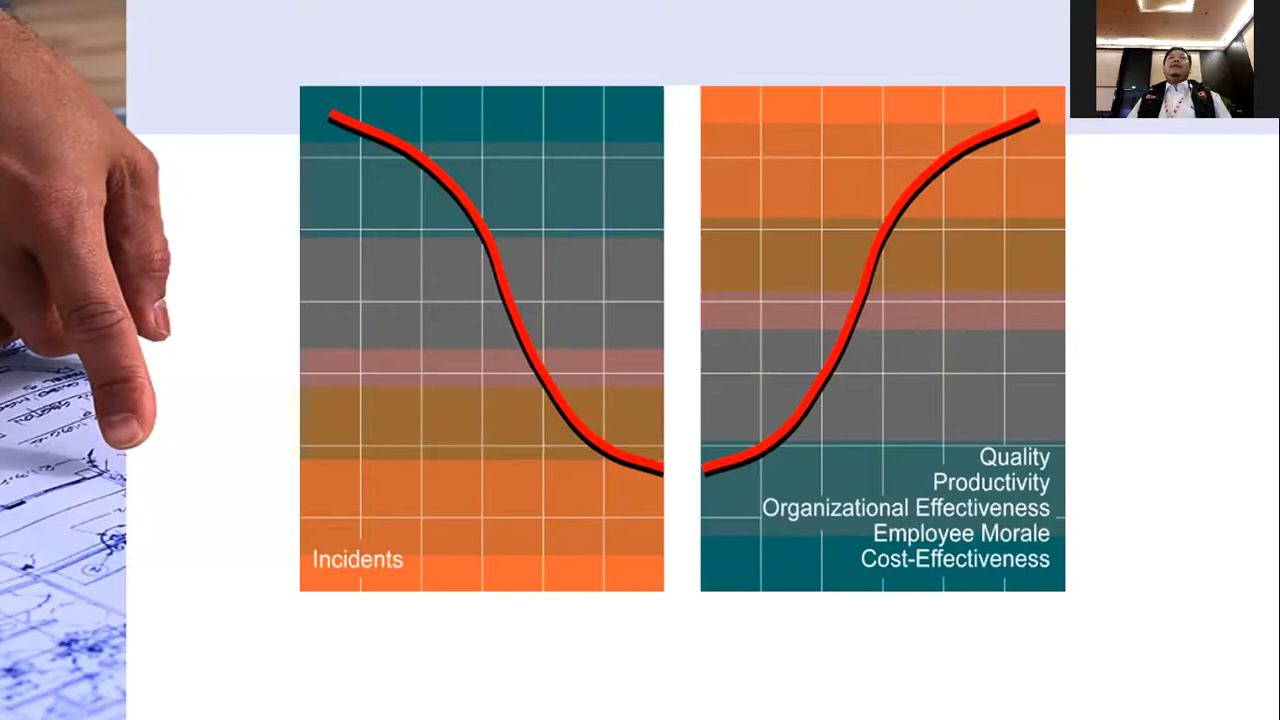 Incidents
Quality
Productivity
Organizational Effectiveness
Employee Morale
Cost-Effectiveness